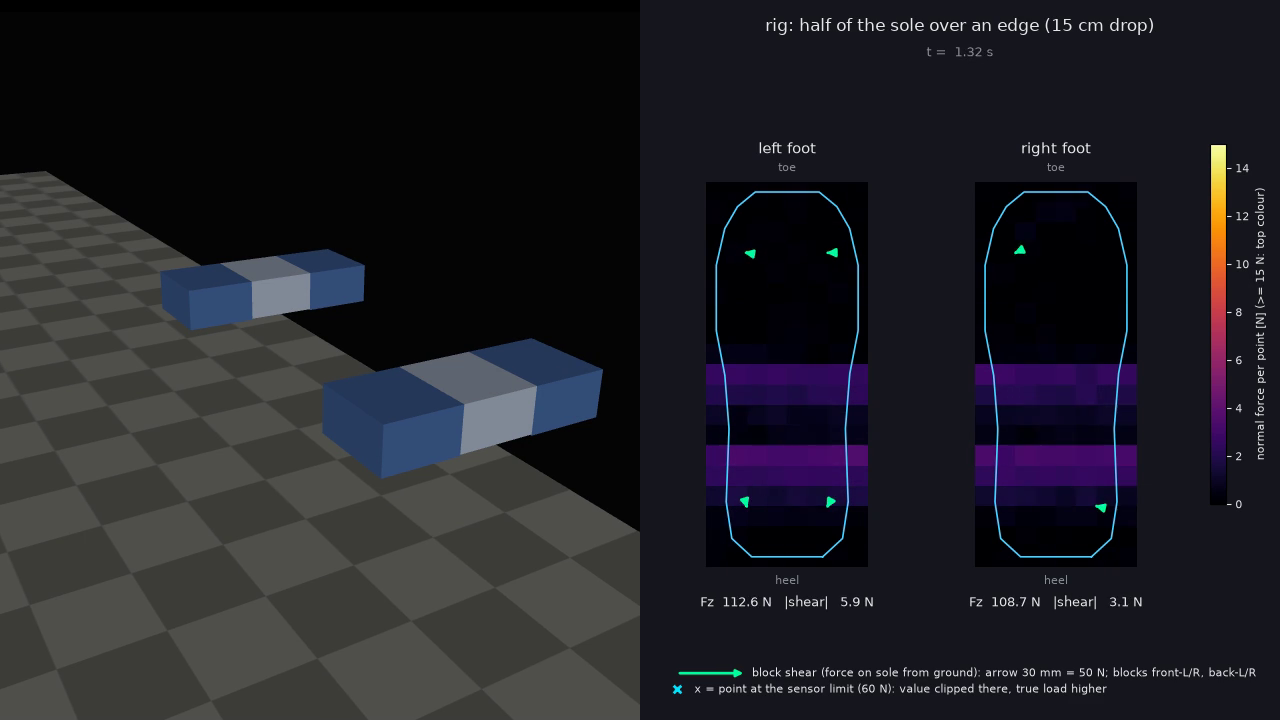 rig: half of the sole over an edge (15 cm drop)
t =  1.32 s
left foot
right foot
toe
toe
14
12
10
8
6
4
2
0
normal force per point [N] (>= 15 N: top colour)
heel
heel
Fz  112.6 N   |shear|   5.9 N
Fz  108.7 N   |shear|   3.1 N
block shear (force on sole from ground): arrow 30 mm = 50 N; blocks front-L/R, back-L/R
x = point at the sensor limit (60 N): value clipped there, true load higher